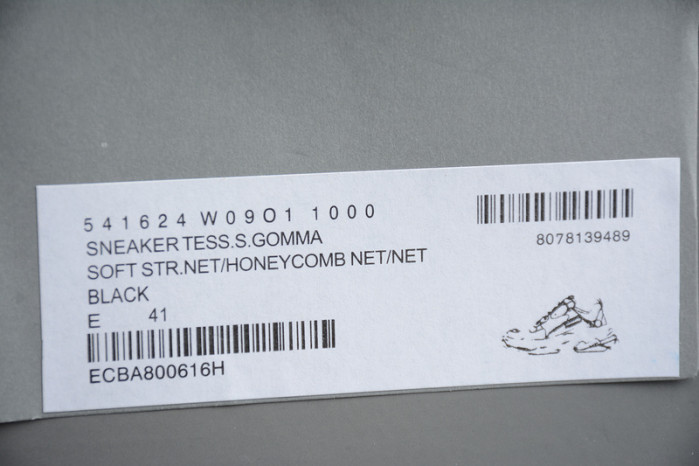 541624 W09O1 1000
SNEAKER TESS.S.GOMMA
SOFT STR.NET/HONEYCOMB NET/NET
BLACK
E 41
ECBA800616H
8078139489